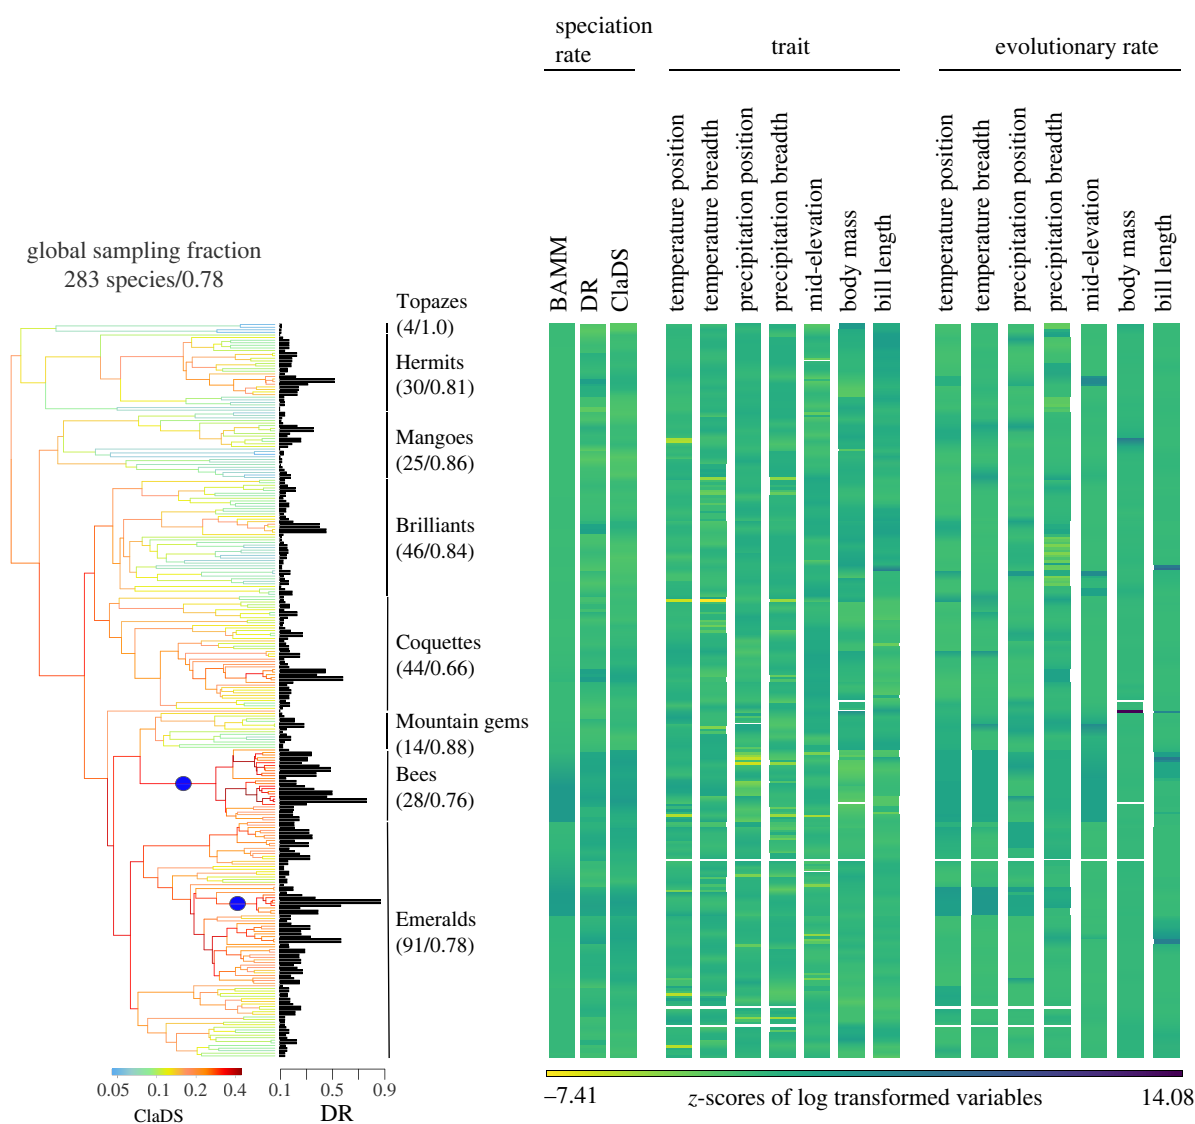 speciation
rate
trait
evolutionary rate
global sampling fraction
283 species/0.78
BAMM
DR
ClaDS
temperature position
temperature breadth
precipitation position
precipitation breadth
mid-elevation
body mass
bill length
temperature position
temperature breadth
precipitation position
precipitation breadth
mid-elevation
body mass
bill length
Topazes
(4/1.0)
Hermits
(30/0.81)
Mangoes
(25/0.86)
Brilliants
(46/0.84)
Coquettes
(44/0.66)
Mountain gems
(14/0.88)
Bees
(28/0.76)
Emeralds
(91/0.78)
0.05 0.1 0.2 0.4
ClaDS
0.1 0.5 0.9
DR
−7.41 z-scores of log transformed variables 14.08